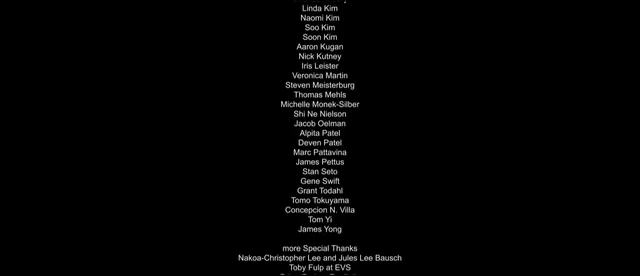 Linda Kim
Naomi Kim
Soo Kim
Soon Kim
Aaron Kugan
Nick Kutney
Iris Leister
Veronica Martin
Steven Meisterburg
Thomas Mehls
Michelle Monek-Silber
Shi Ne Nielson
Jacob Oelman
Alpita Patel
Deven Patel
Marc Pattavina
James Pettus
Stan Seto
Gene Swift
Grant Todahl
Tomo Tokuyama
Concepcion N. Villa
Tom Yi
James Yong
more Special Thanks
Nakoa-Christopher Lee and Jules Lee Bausch
Toby Fulp at EVS